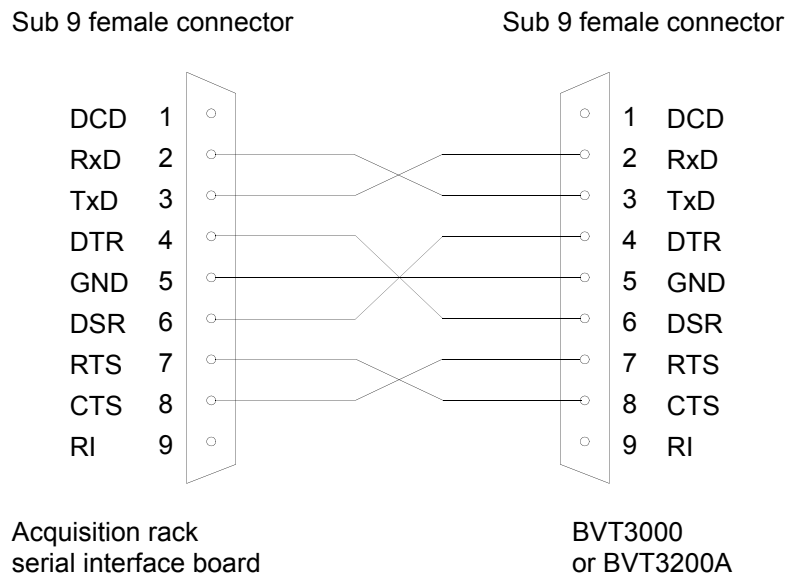 Sub 9 female connector Sub 9 female connector
DCD 1 1 DCD
RxD 2 2 RxD
TxD 3 3 TxD
DTR 4 4 DTR
GND 5 5 GND
DSR 6 6 DSR
RTS 7 7 RTS
CTS 8 8 CTS
RI 9 9 RI
Acquisition rack
serial interface board
BVT3000
or BVT3200A